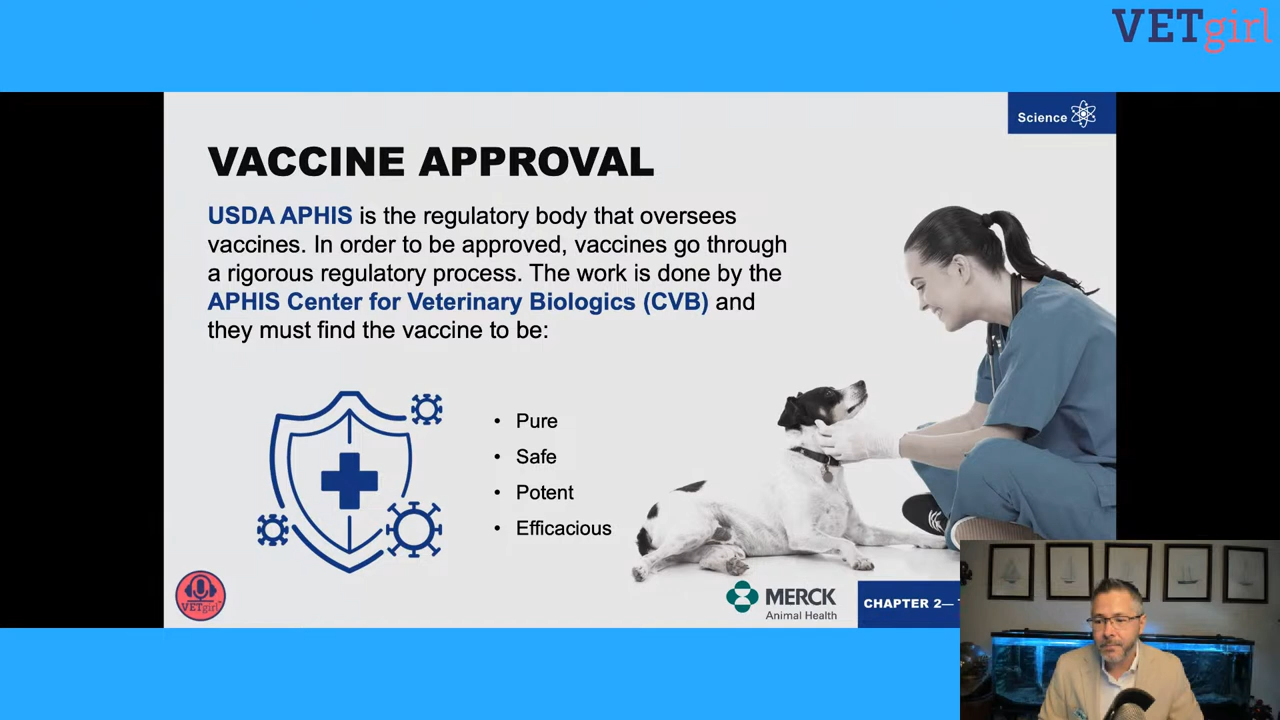 VETgirl
Science
VACCINE APPROVAL
USDA APHIS is the regulatory body that oversees
vaccines. In order to be approved, vaccines go through
a rigorous regulatory process. The work is done by the
APHIS Center for Veterinary Biologics (CVB) and
they must find the vaccine to be:
• Pure
• Safe
• Potent
• Efficacious
VETgirl
MERCK
Animal Health
CHAPTER 2—